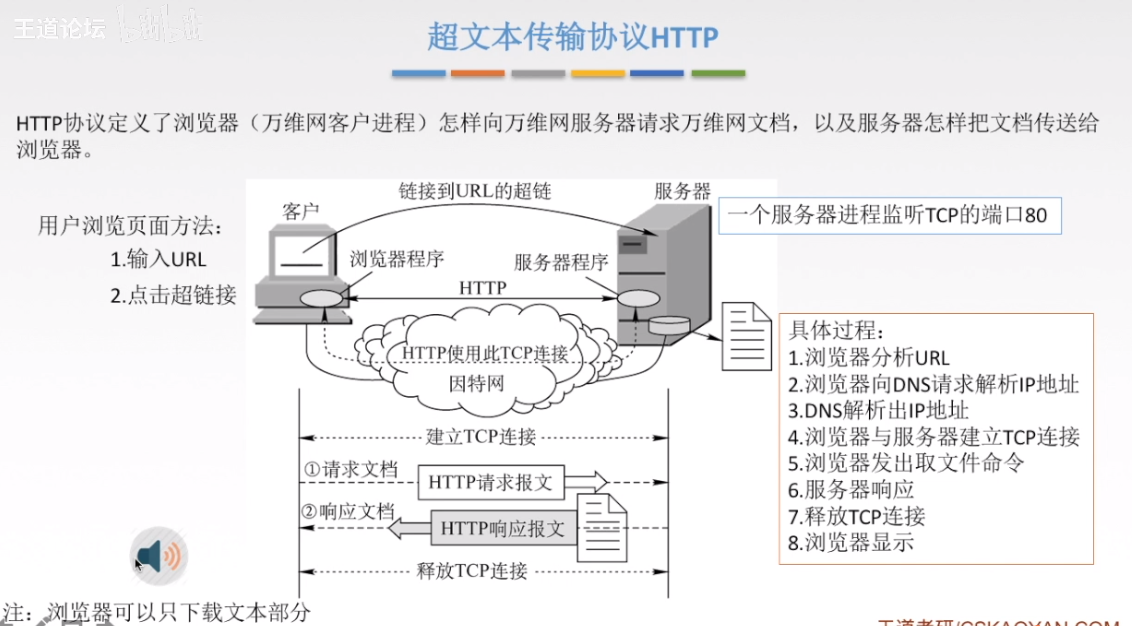 王道论坛 bilibili
超文本传输协议HTTP
HTTP协议定义了浏览器（万维网客户进程）怎样向万维网服务器请求万维网文档，以及服务器怎样把文档传送给
浏览器。
用户浏览页面方法：
1.输入URL
2.点击超链接
链接到URL的超链
客户
服务器
浏览器程序
服务器程序
HTTP
HTTP使用此TCP连接
因特网
建立TCP连接
①请求文档
HTTP请求报文
②响应文档
HTTP响应报文
释放TCP连接
一个服务器进程监听TCP的端口80
具体过程：
1.浏览器分析URL
2.浏览器向DNS请求解析IP地址
3.DNS解析出IP地址
4.浏览器与服务器建立TCP连接
5.浏览器发出取文件命令
6.服务器响应
7.释放TCP连接
8.浏览器显示
注：浏览器可以只下载文本部分
王道考研/CSKAOYAN.COM